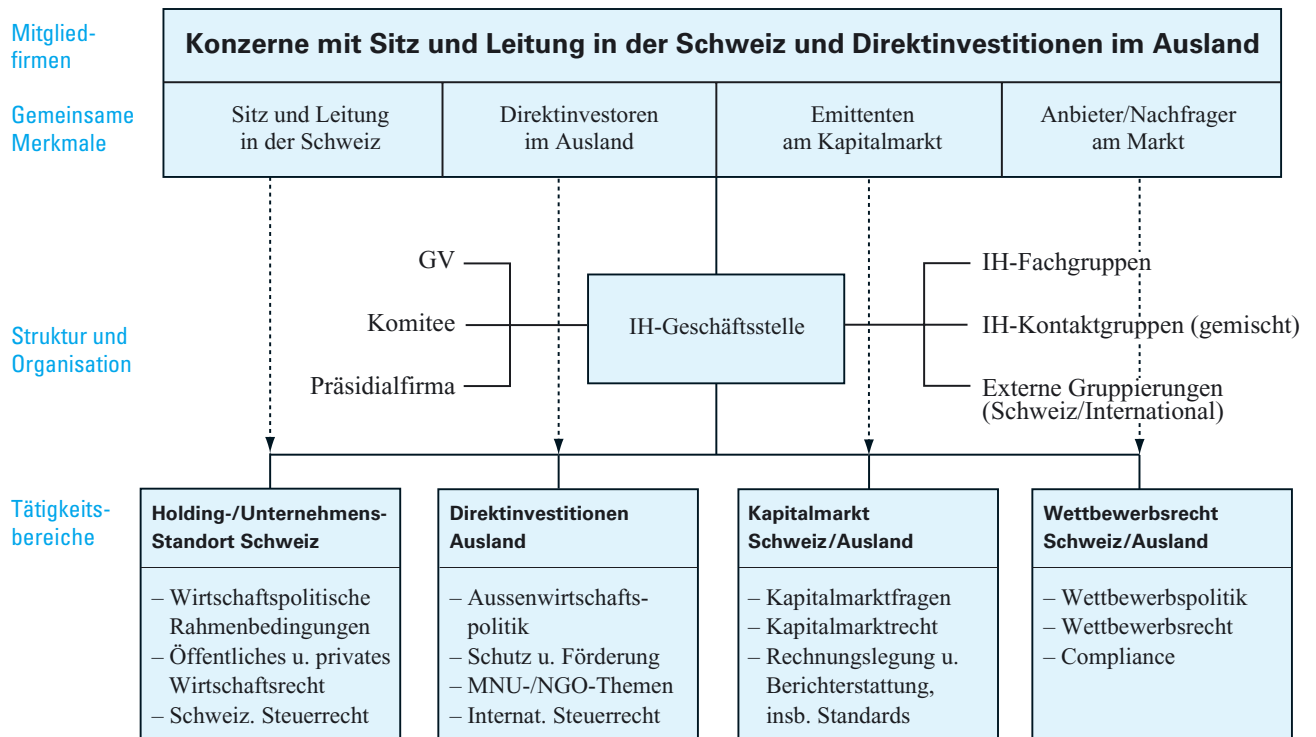 Mitglied-
firmen
Konzerne mit Sitz und Leitung in der Schweiz und Direktinvestitionen im Ausland
Gemeinsame
Merkmale
Sitz und Leitung
in der Schweiz
Direktinvestoren
im Ausland
Emittenten
am Kapitalmarkt
Anbieter/Nachfrager
am Markt
Struktur und
Organisation
GV
Komitee
Präsidialfirma
IH-Geschäftsstelle
IH-Fachgruppen
IH-Kontaktgruppen (gemischt)
Externe Gruppierungen
(Schweiz/International)
Tätigkeits-
bereiche
Holding-/Unternehmens-
Standort Schweiz
– Wirtschaftspolitische
Rahmenbedingungen
– Öffentliches u. privates
Wirtschaftsrecht
– Schweiz. Steuerrecht
Direktinvestitionen
Ausland
– Aussenwirtschafts-
politik
– Schutz u. Förderung
– MNU-/NGO-Themen
– Internat. Steuerrecht
Kapitalmarkt
Schweiz/Ausland
– Kapitalmarktfragen
– Kapitalmarktrecht
– Rechnungslegung u.
Berichterstattung,
insb. Standards
Wettbewerbsrecht
Schweiz/Ausland
– Wettbewerbspolitik
– Wettbewerbsrecht
– Compliance